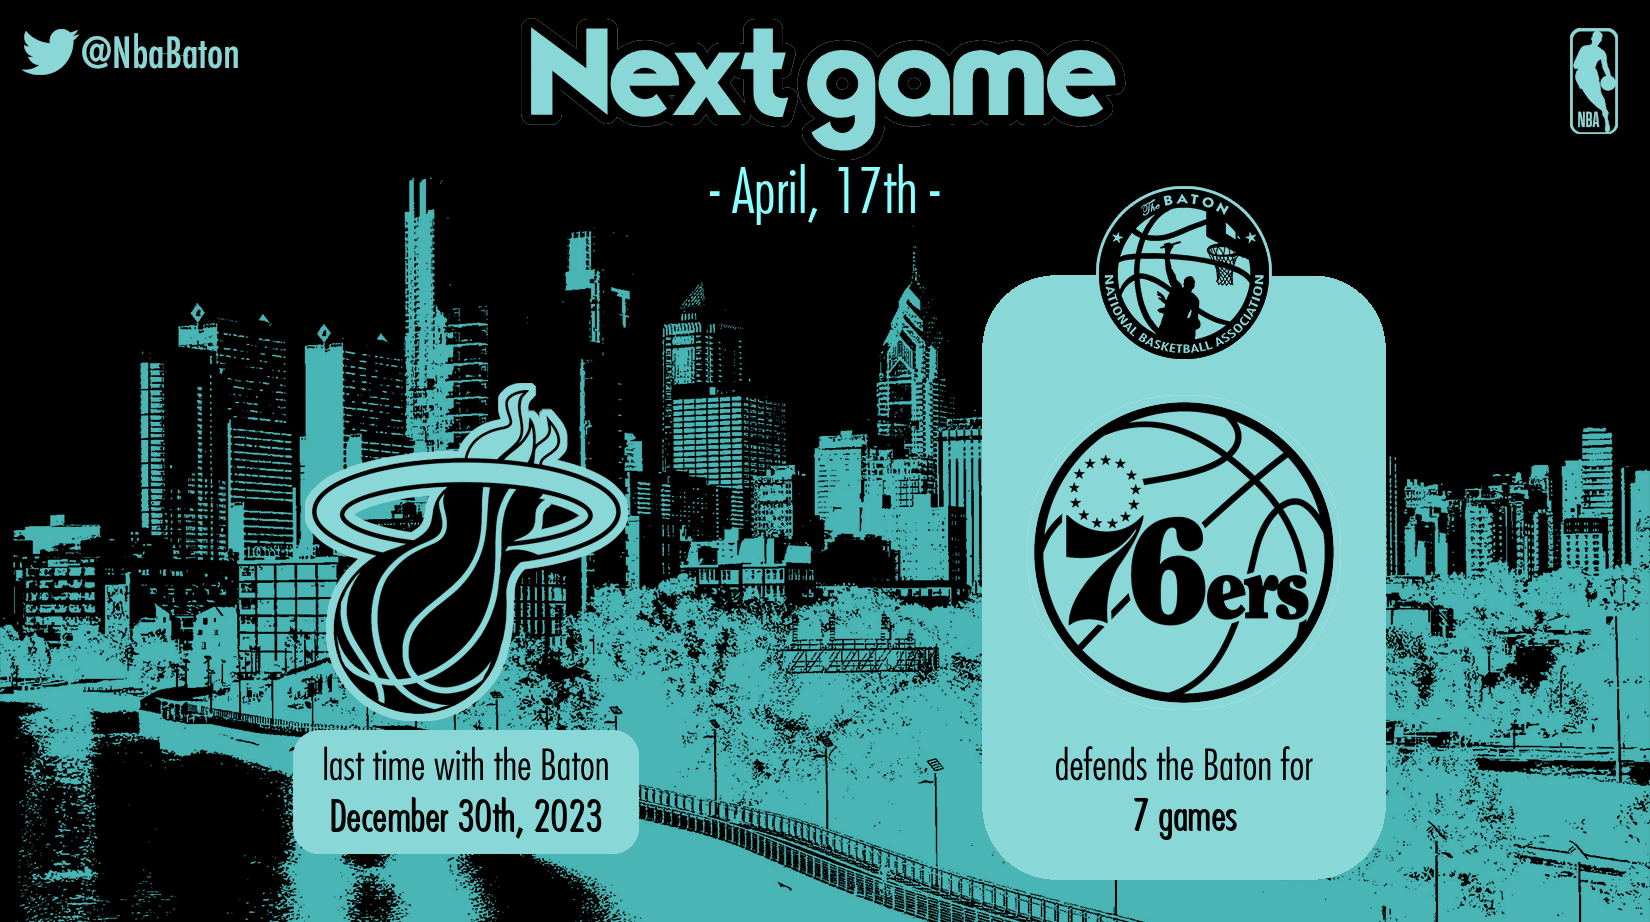 @NbaBaton
Next game
NBA
- April, 17th -
The BATON
NATIONAL BASKETBALL ASSOCIATION
76ers
last time with the Baton
December 30th, 2023
defends the Baton for
7 games